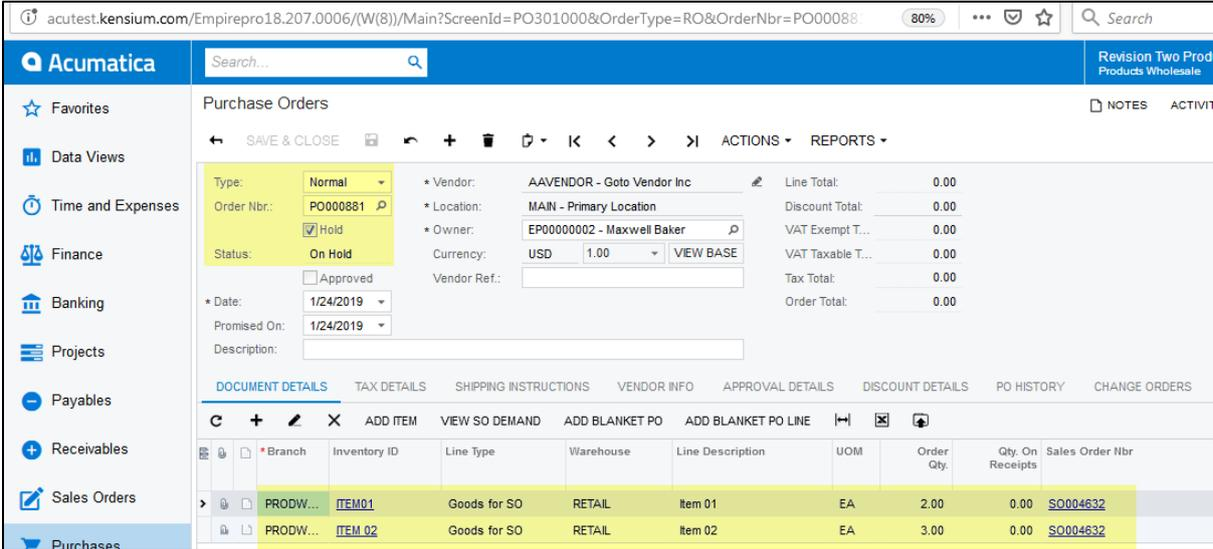 acutest.kensium.com/Empirepro18.207.0006/(W(8))/Main?ScreenId=PO301000&OrderType=RO&OrderNbr=PO00088 80% Search
Acumatica Search... Revision Two Prod
Products Wholesale
Favorites Purchase Orders NOTES ACTIVIT
SAVE & CLOSE ACTIONS REPORTS
Data Views
Type: Normal * Vendor: AAVENDOR - Goto Vendor Inc Line Total: 0.00
Time and Expenses Order Nbr.: PO000881 * Location: MAIN - Primary Location Discount Total: 0.00
Hold * Owner: EP00000002 - Maxwell Baker VAT Exempt T... 0.00
Finance Status: On Hold Currency: USD 1.00 VIEW BASE VAT Taxable T... 0.00
Approved Vendor Ref.: Tax Total: 0.00
Banking * Date: 1/24/2019 Order Total: 0.00
Promised On: 1/24/2019
Projects Description:
DOCUMENT DETAILS TAX DETAILS SHIPPING INSTRUCTIONS VENDOR INFO APPROVAL DETAILS DISCOUNT DETAILS PO HISTORY CHANGE ORDERS
Payables
ADD ITEM VIEW SO DEMAND ADD BLANKET PO ADD BLANKET PO LINE
Receivables * Branch Inventory ID Line Type Warehouse Line Description UOM Order Qty. Qty. On Receipts Sales Order Nbr
Sales Orders PRODW... ITEM01 Goods for SO RETAIL Item 01 EA 2.00 0.00 SO004632
PRODW... ITEM 02 Goods for SO RETAIL Item 02 EA 3.00 0.00 SO004632
Purchases